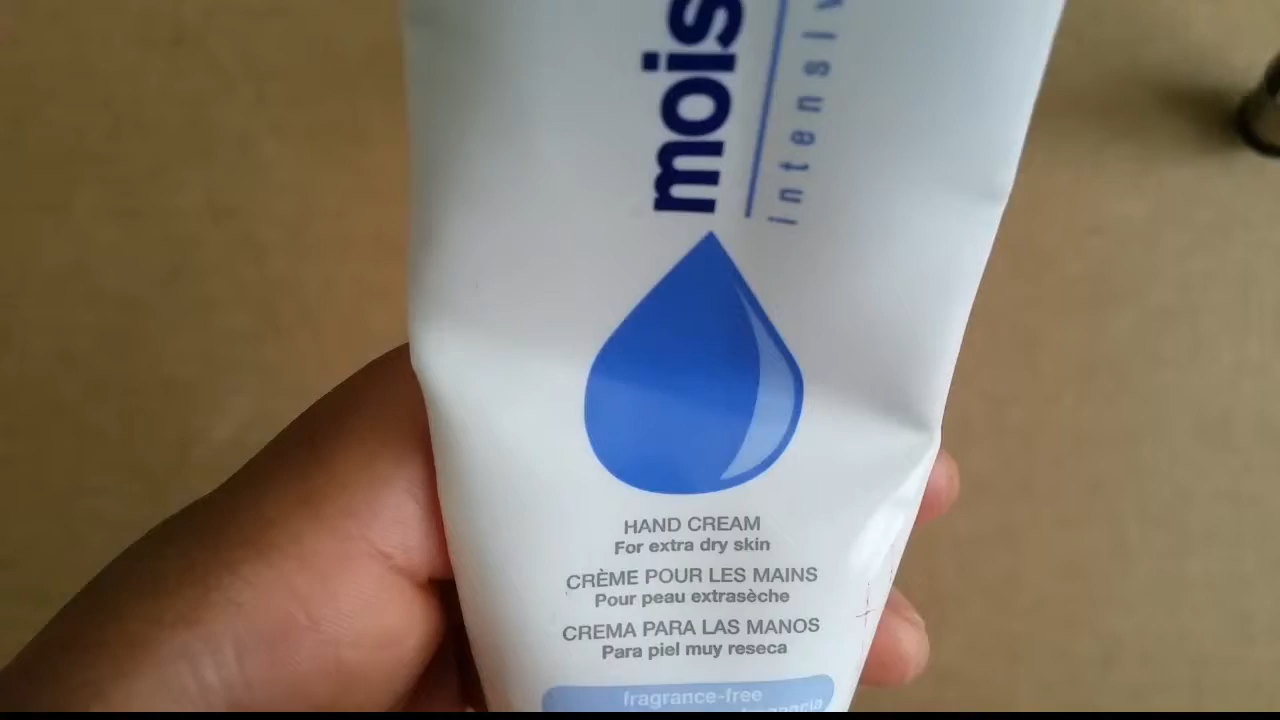 mois
intensiv
HAND CREAM
For extra dry skin
CRÈME POUR LES MAINS
Pour peau extrasèche
CREMA PARA LAS MANOS
Para piel muy reseca
fragrance-free